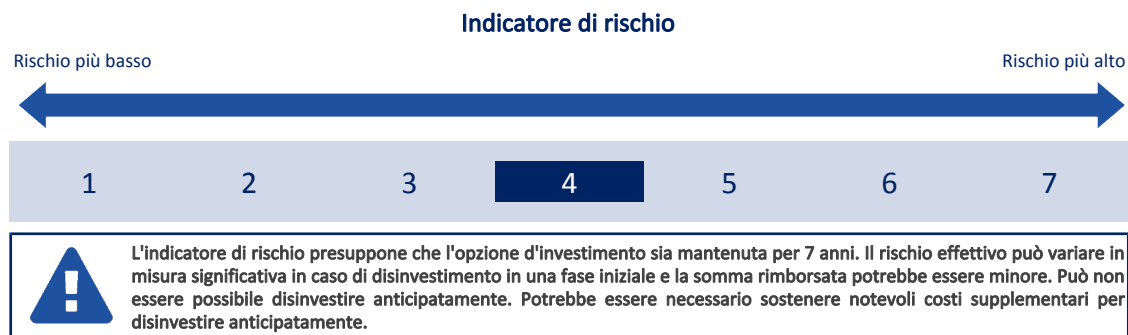 Indicatore di rischio
Rischio più basso
Rischio più alto
1 2 3 4 5 6 7
L'indicatore di rischio presuppone che l'opzione d'investimento sia mantenuta per 7 anni. Il rischio effettivo può variare in
misura significativa in caso di disinvestimento in una fase iniziale e la somma rimborsata potrebbe essere minore. Può non
essere possibile disinvestire anticipatamente. Potrebbe essere necessario sostenere notevoli costi supplementari per
disinvestire anticipatamente.